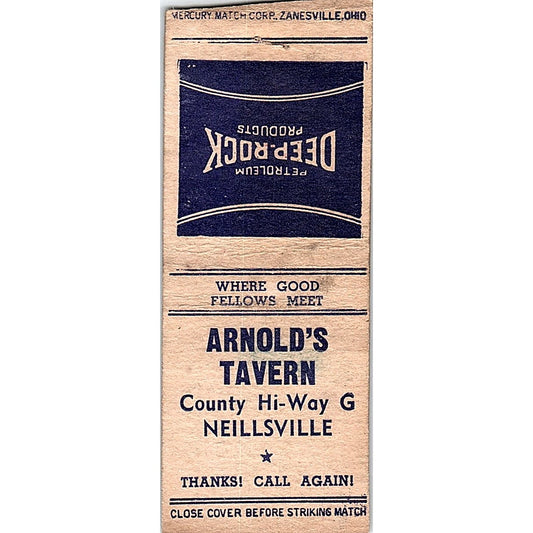 MERCURY MATCH CORP. ZANESVILLE, OHIO
PETROLEUM
DEEP-ROCK
PRODUCTS
WHERE GOOD
FELLOWS MEET
ARNOLD'S
TAVERN
County Hi-Way G
NEILLSVILLE
THANKS! CALL AGAIN!
CLOSE COVER BEFORE STRIKING MATCH